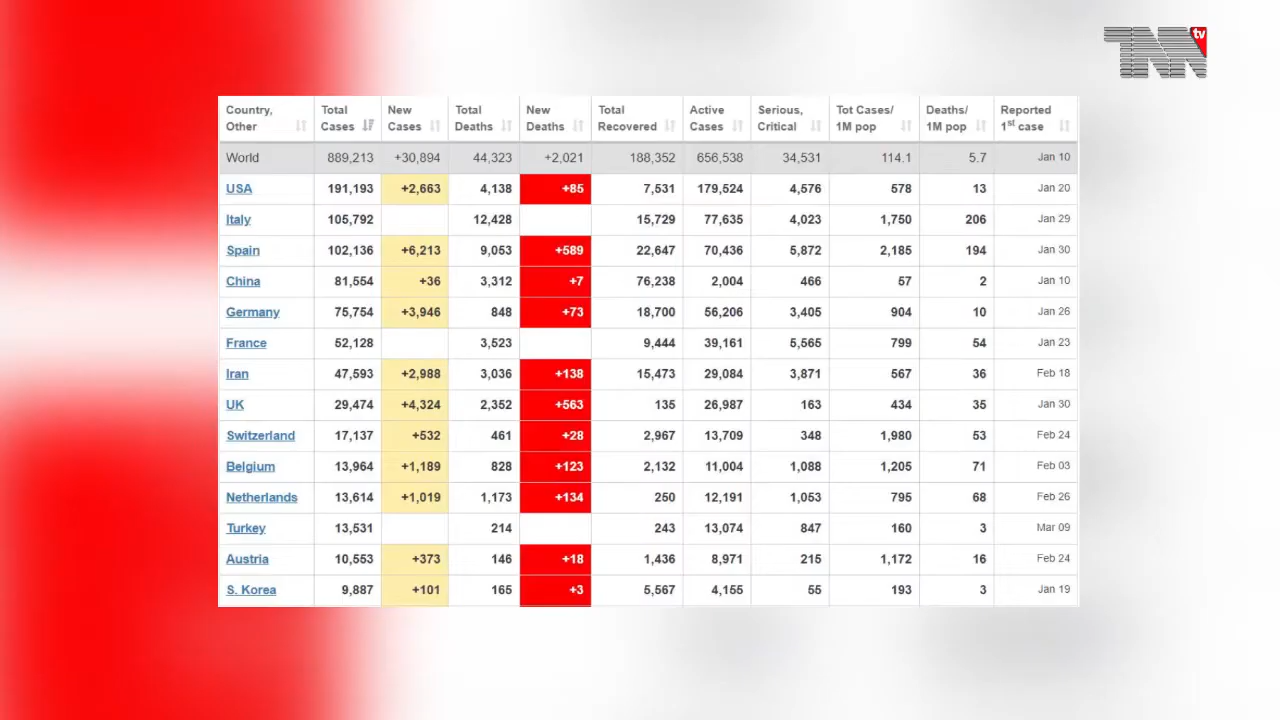 TNN tv
Country, Other Total Cases New Cases Total Deaths New Deaths Total Recovered Active Cases Serious, Critical Tot Cases/ 1M pop Deaths/ 1M pop Reported 1st case
World 889,213 +30,894 44,323 +2,021 188,352 656,538 34,531 114.1 5.7 Jan 10
USA 191,193 +2,663 4,138 +85 7,531 179,524 4,576 578 13 Jan 20
Italy 105,792 12,428 15,729 77,635 4,023 1,750 206 Jan 29
Spain 102,136 +6,213 9,053 +589 22,647 70,436 5,872 2,185 194 Jan 30
China 81,554 +36 3,312 +7 76,238 2,004 466 57 2 Jan 10
Germany 75,754 +3,946 848 +73 18,700 56,206 3,405 904 10 Jan 26
France 52,128 3,523 9,444 39,161 5,565 799 54 Jan 23
Iran 47,593 +2,988 3,036 +138 15,473 29,084 3,871 567 36 Feb 18
UK 29,474 +4,324 2,352 +563 135 26,987 163 434 35 Jan 30
Switzerland 17,137 +532 461 +28 2,967 13,709 348 1,980 53 Feb 24
Belgium 13,964 +1,189 828 +123 2,132 11,004 1,088 1,205 71 Feb 03
Netherlands 13,614 +1,019 1,173 +134 250 12,191 1,053 795 68 Feb 26
Turkey 13,531 214 243 13,074 847 160 3 Mar 09
Austria 10,553 +373 146 +18 1,436 8,971 215 1,172 16 Feb 24
S. Korea 9,887 +101 165 +3 5,567 4,155 55 193 3 Jan 19